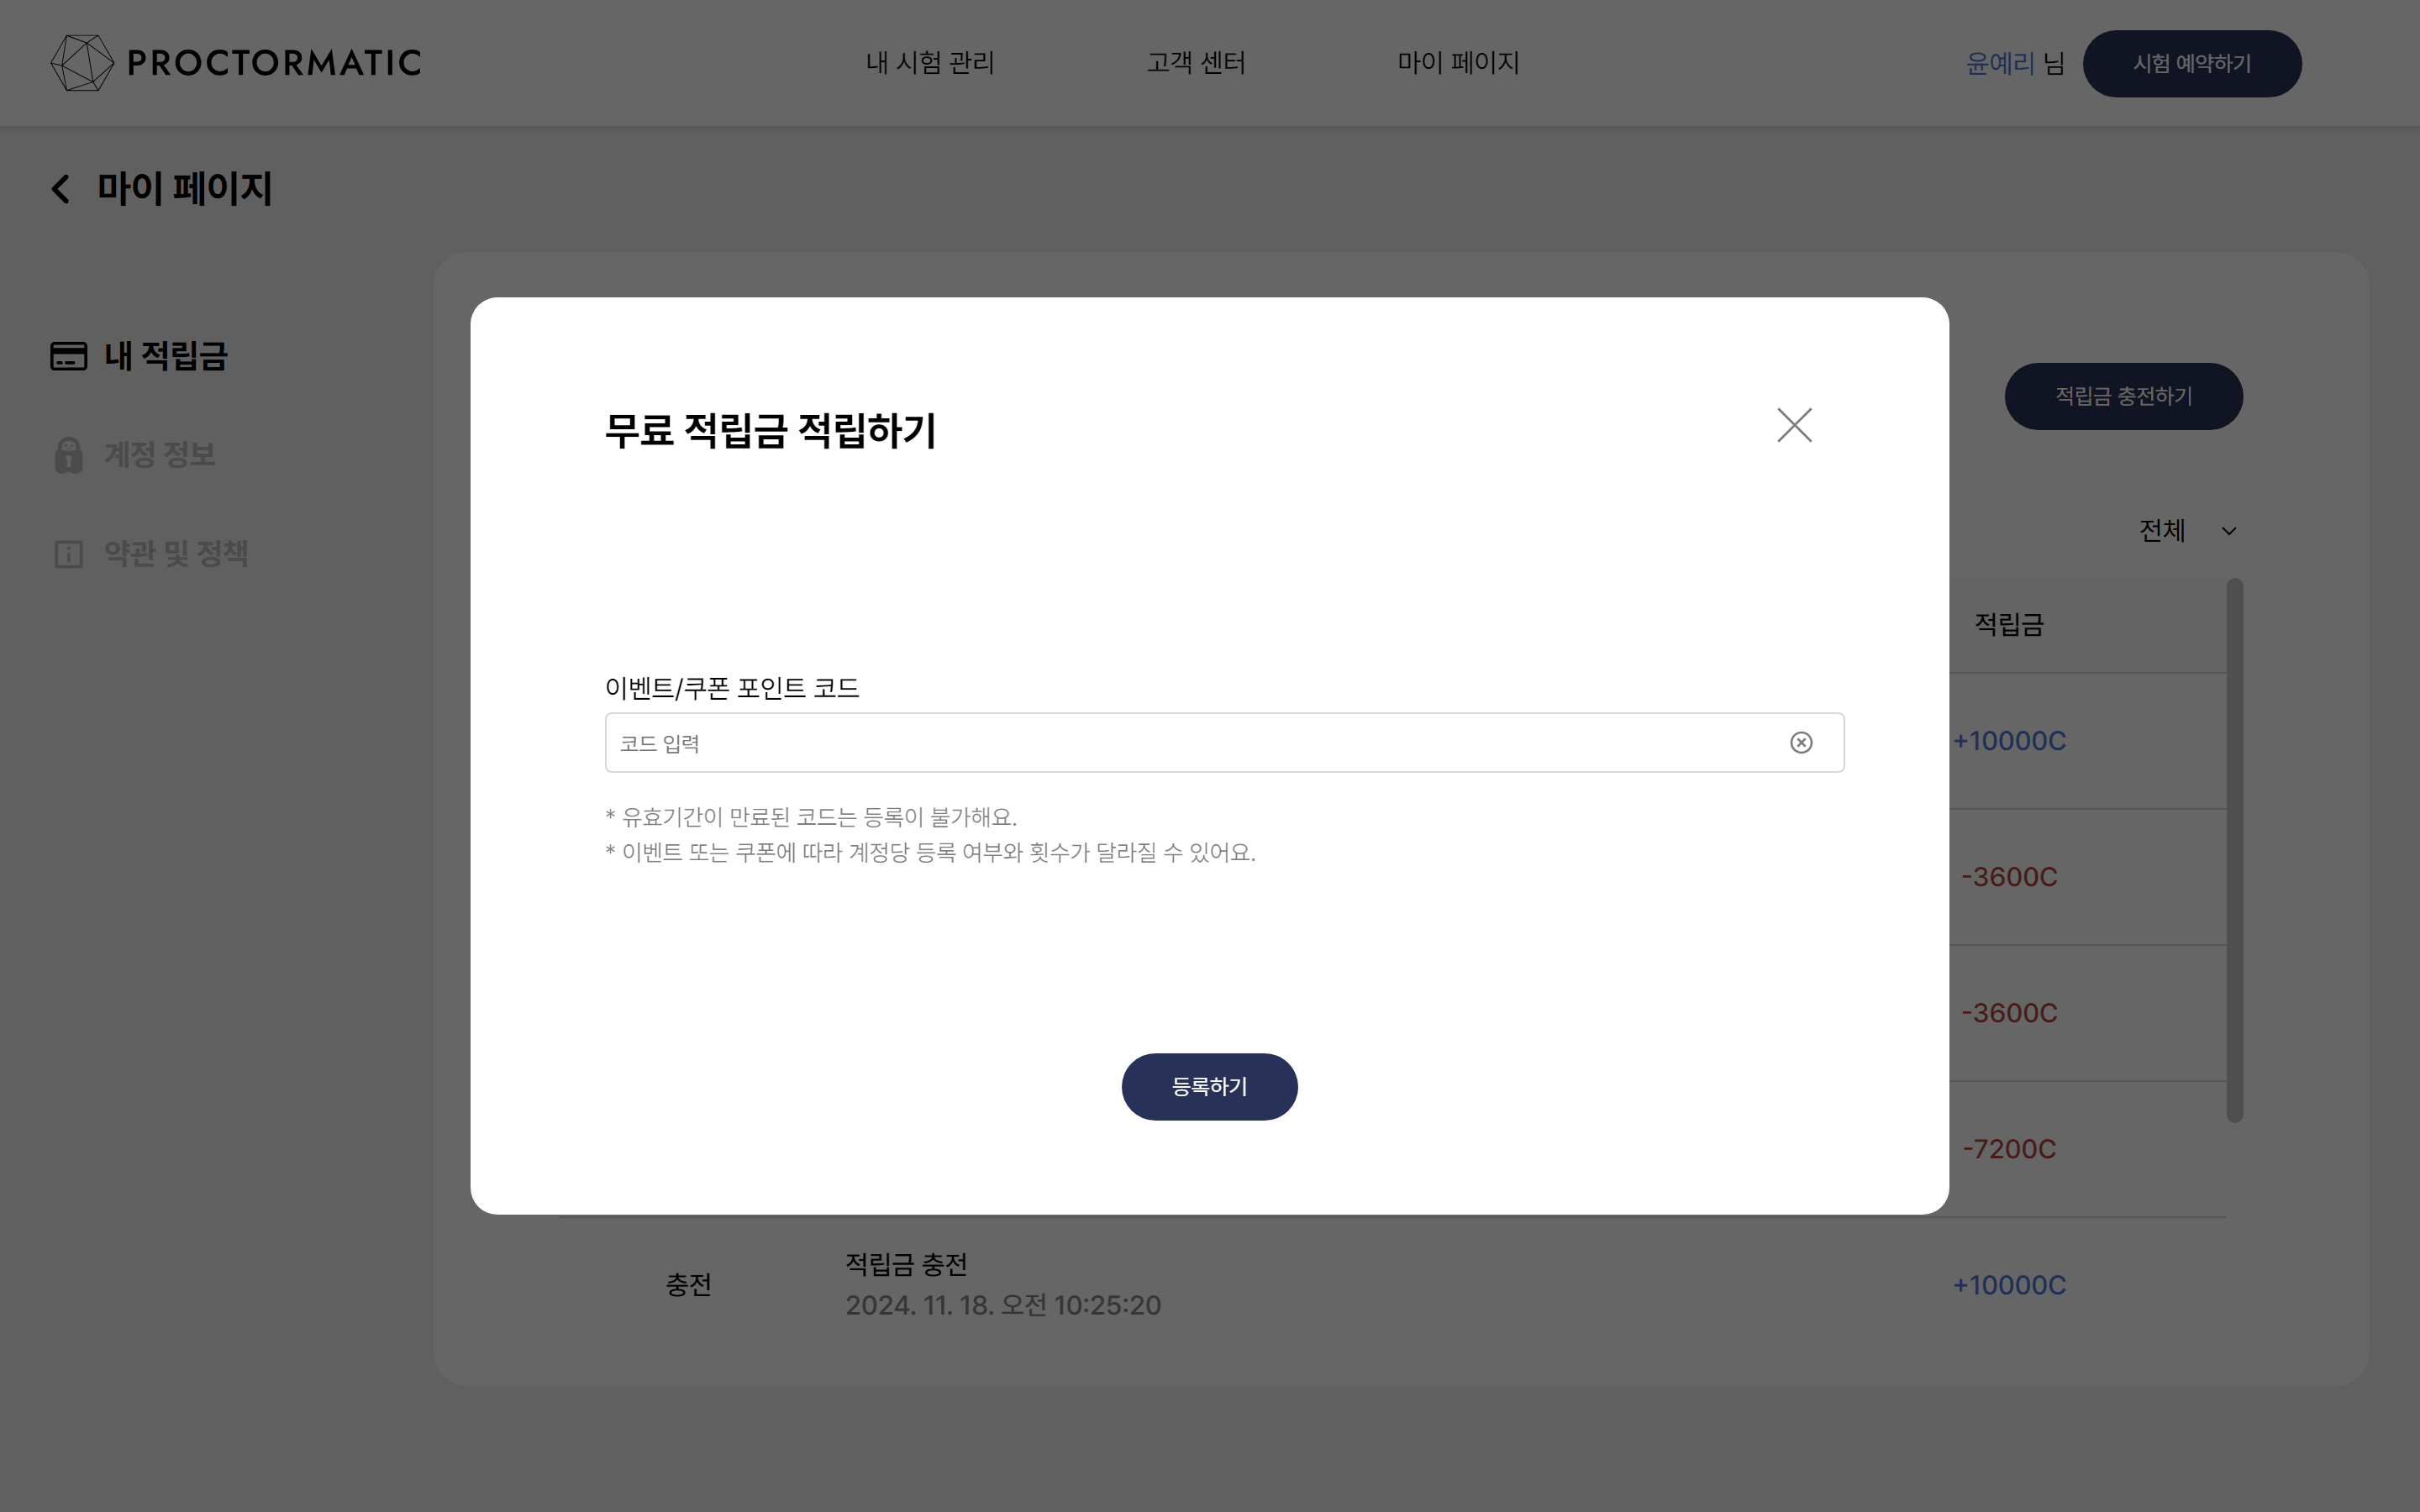 PROCTORMATIC
내 시험 관리
고객 센터
마이 페이지
윤예리 님
시험 예약하기
마이 페이지
내 적립금
계정 정보
약관 및 정책
적립금 충전하기
전체
적립금
+10000C
-3600C
-3600C
-7200C
무료 적립금 적립하기
이벤트/쿠폰 포인트 코드
코드 입력
* 유효기간이 만료된 코드는 등록이 불가해요.
* 이벤트 또는 쿠폰에 따라 계정당 등록 여부와 횟수가 달라질 수 있어요.
등록하기
충전
적립금 충전
2024. 11. 18. 오전 10:25:20
+10000C